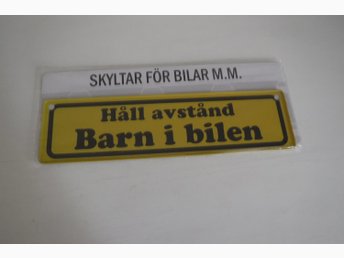 SKYLTAR FÖR BILAR M.M.
Håll avstånd
Barn i bilen